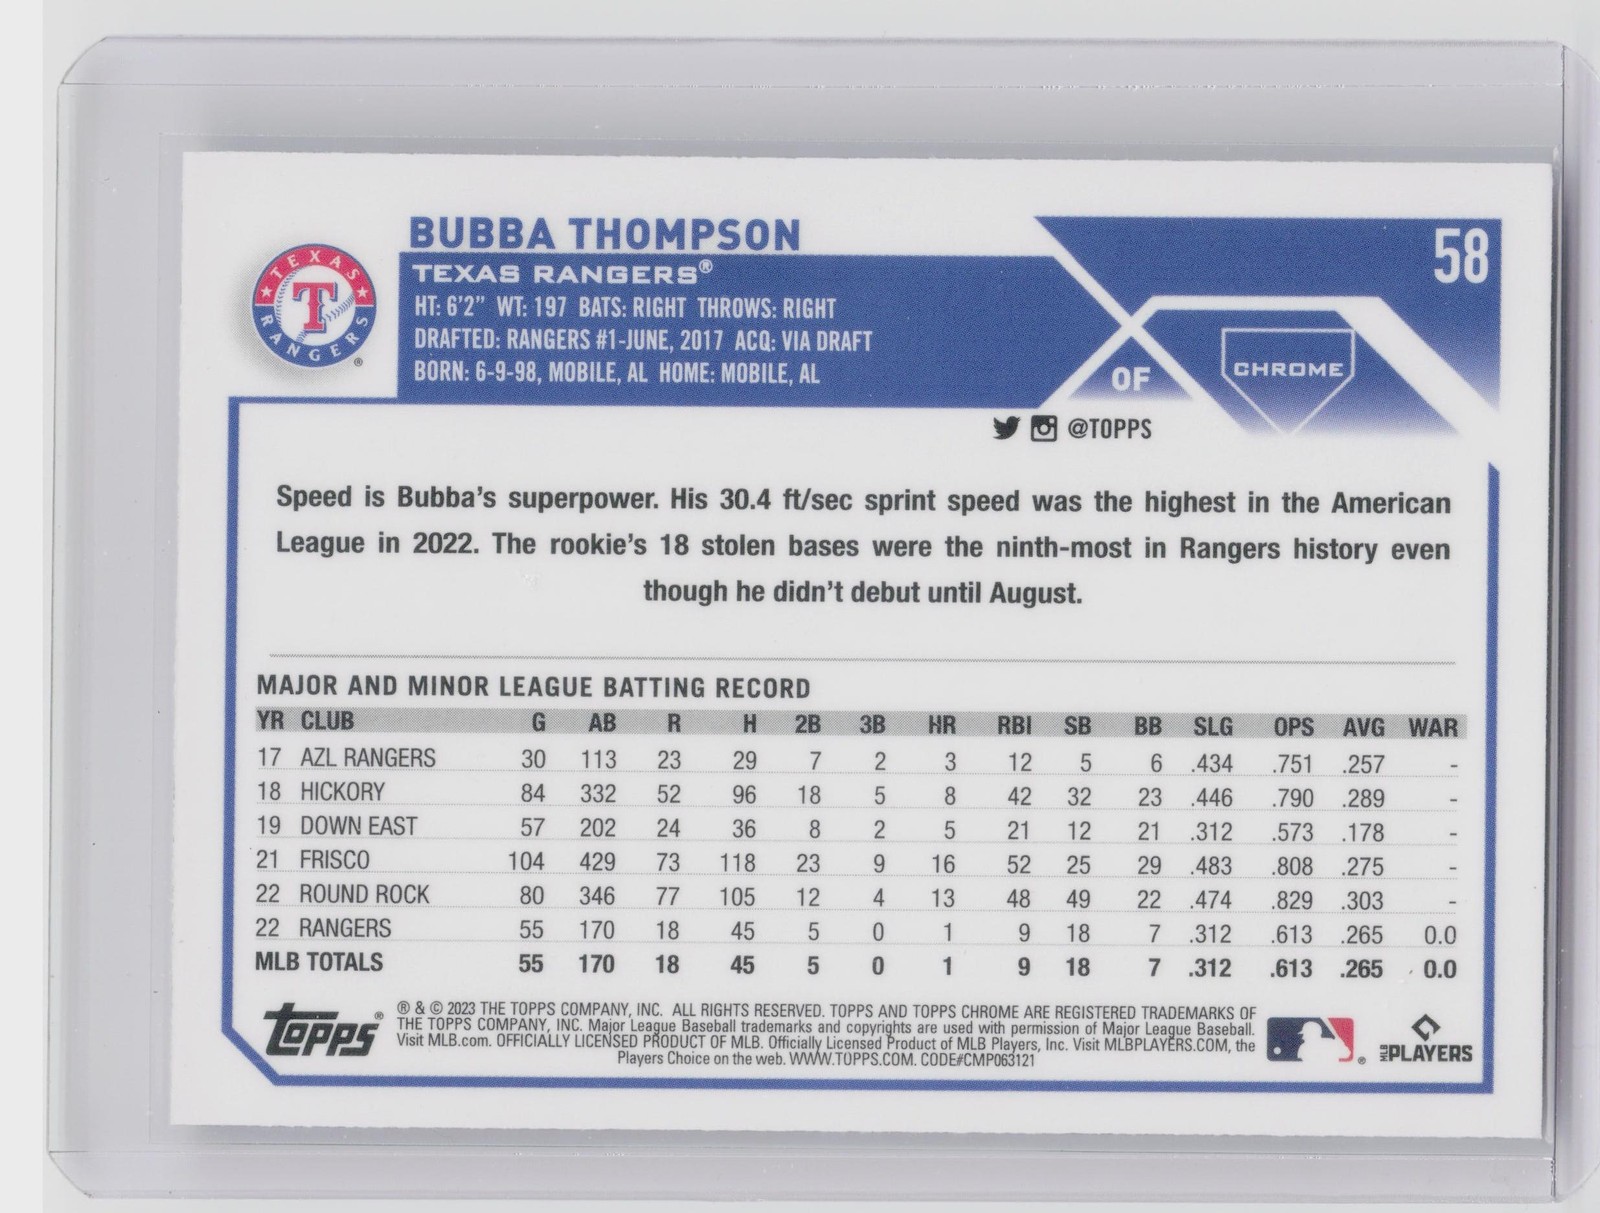 BUBBA THOMPSON
58
TEXAS RANGERS
TEXAS RANGERS®
HT: 6'2" WT: 197 BATS: RIGHT THROWS: RIGHT
DRAFTED: RANGERS #1-JUNE, 2017 ACQ: VIA DRAFT
BORN: 6-9-98, MOBILE, AL HOME: MOBILE, AL
OF
CHROME
@TOPPS
Speed is Bubba's superpower. His 30.4 ft/sec sprint speed was the highest in the American
League in 2022. The rookie's 18 stolen bases were the ninth-most in Rangers history even
though he didn't debut until August.
MAJOR AND MINOR LEAGUE BATTING RECORD
YR CLUB G AB R H 2B 3B HR RBI SB BB SLG OPS AVG WAR
17 AZL RANGERS 30 113 23 29 7 2 3 12 5 6 .434 .751 .257 -
18 HICKORY 84 332 52 96 18 5 8 42 32 23 .446 .790 .289 -
19 DOWN EAST 57 202 24 36 8 2 5 21 12 21 .312 .573 .178 -
21 FRISCO 104 429 73 118 23 9 16 52 25 29 .483 .808 .275 -
22 ROUND ROCK 80 346 77 105 12 4 13 48 49 22 .474 .829 .303 -
22 RANGERS 55 170 18 45 5 0 1 9 18 7 .312 .613 .265 0.0
MLB TOTALS 55 170 18 45 5 0 1 9 18 7 .312 .613 .265 0.0
topps®
® & © 2023 THE TOPPS COMPANY, INC. ALL RIGHTS RESERVED. TOPPS AND TOPPS CHROME ARE REGISTERED TRADEMARKS OF
THE TOPPS COMPANY, INC. Major League Baseball trademarks and copyrights are used with permission of Major League Baseball.
Visit MLB.com. OFFICIALLY LICENSED PRODUCT OF MLB. Officially Licensed Product of MLB Players, Inc. Visit MLBPLAYERS.COM, the
Players Choice on the web. WWW.TOPPS.COM. CODE#CMP063121
MLB PLAYERS